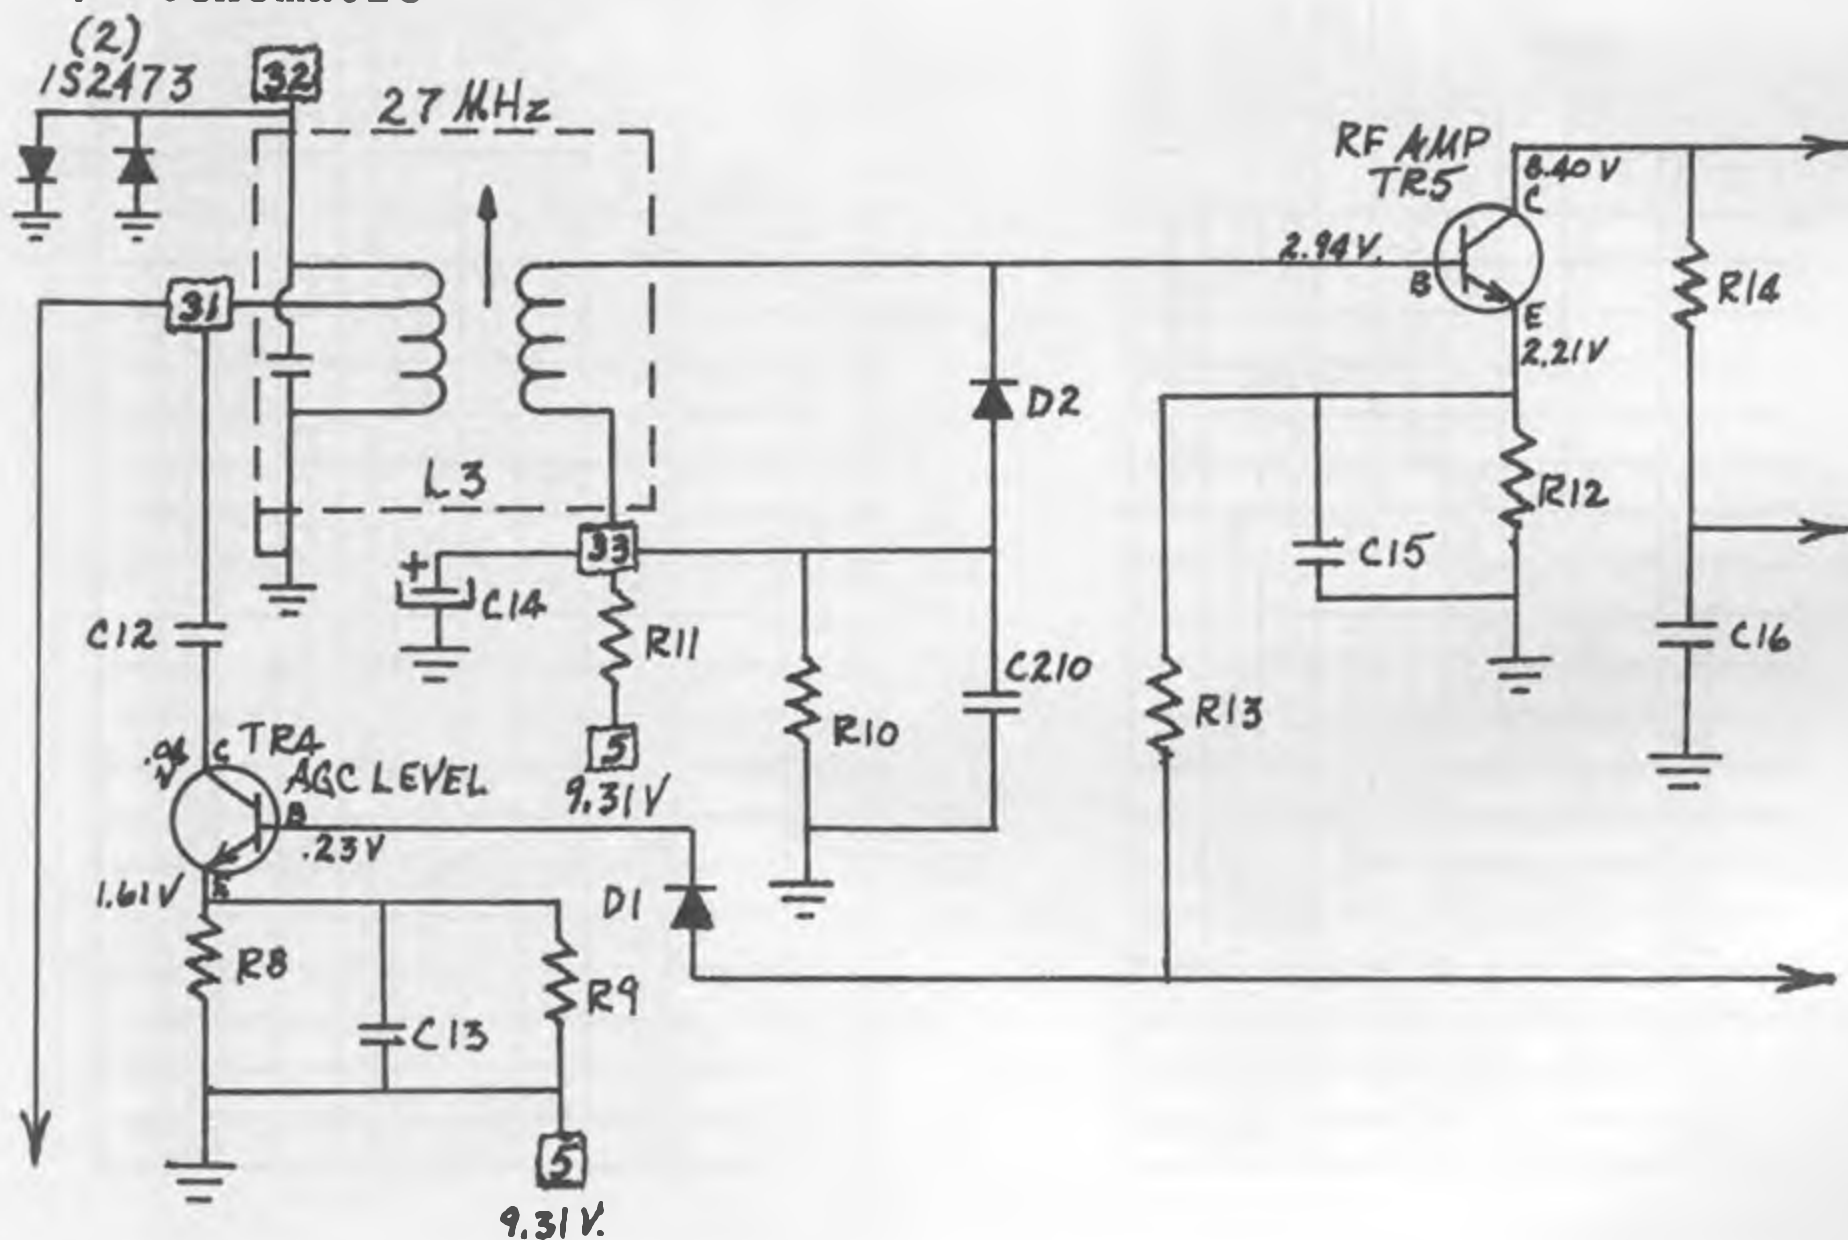 (2)
1S2473
32
27 MHz
RF AMP
TR5
8.40 V
C
2.94V.
B
E
2.21V
R14
31
D2
L3
R12
33
+
C14
C15
R11
C12
C210
C16
R13
R10
5
9.31V
C
TR4
AGC LEVEL
B
.23V
1.61V
E
D1
R8
R9
C13
5
9.31V.